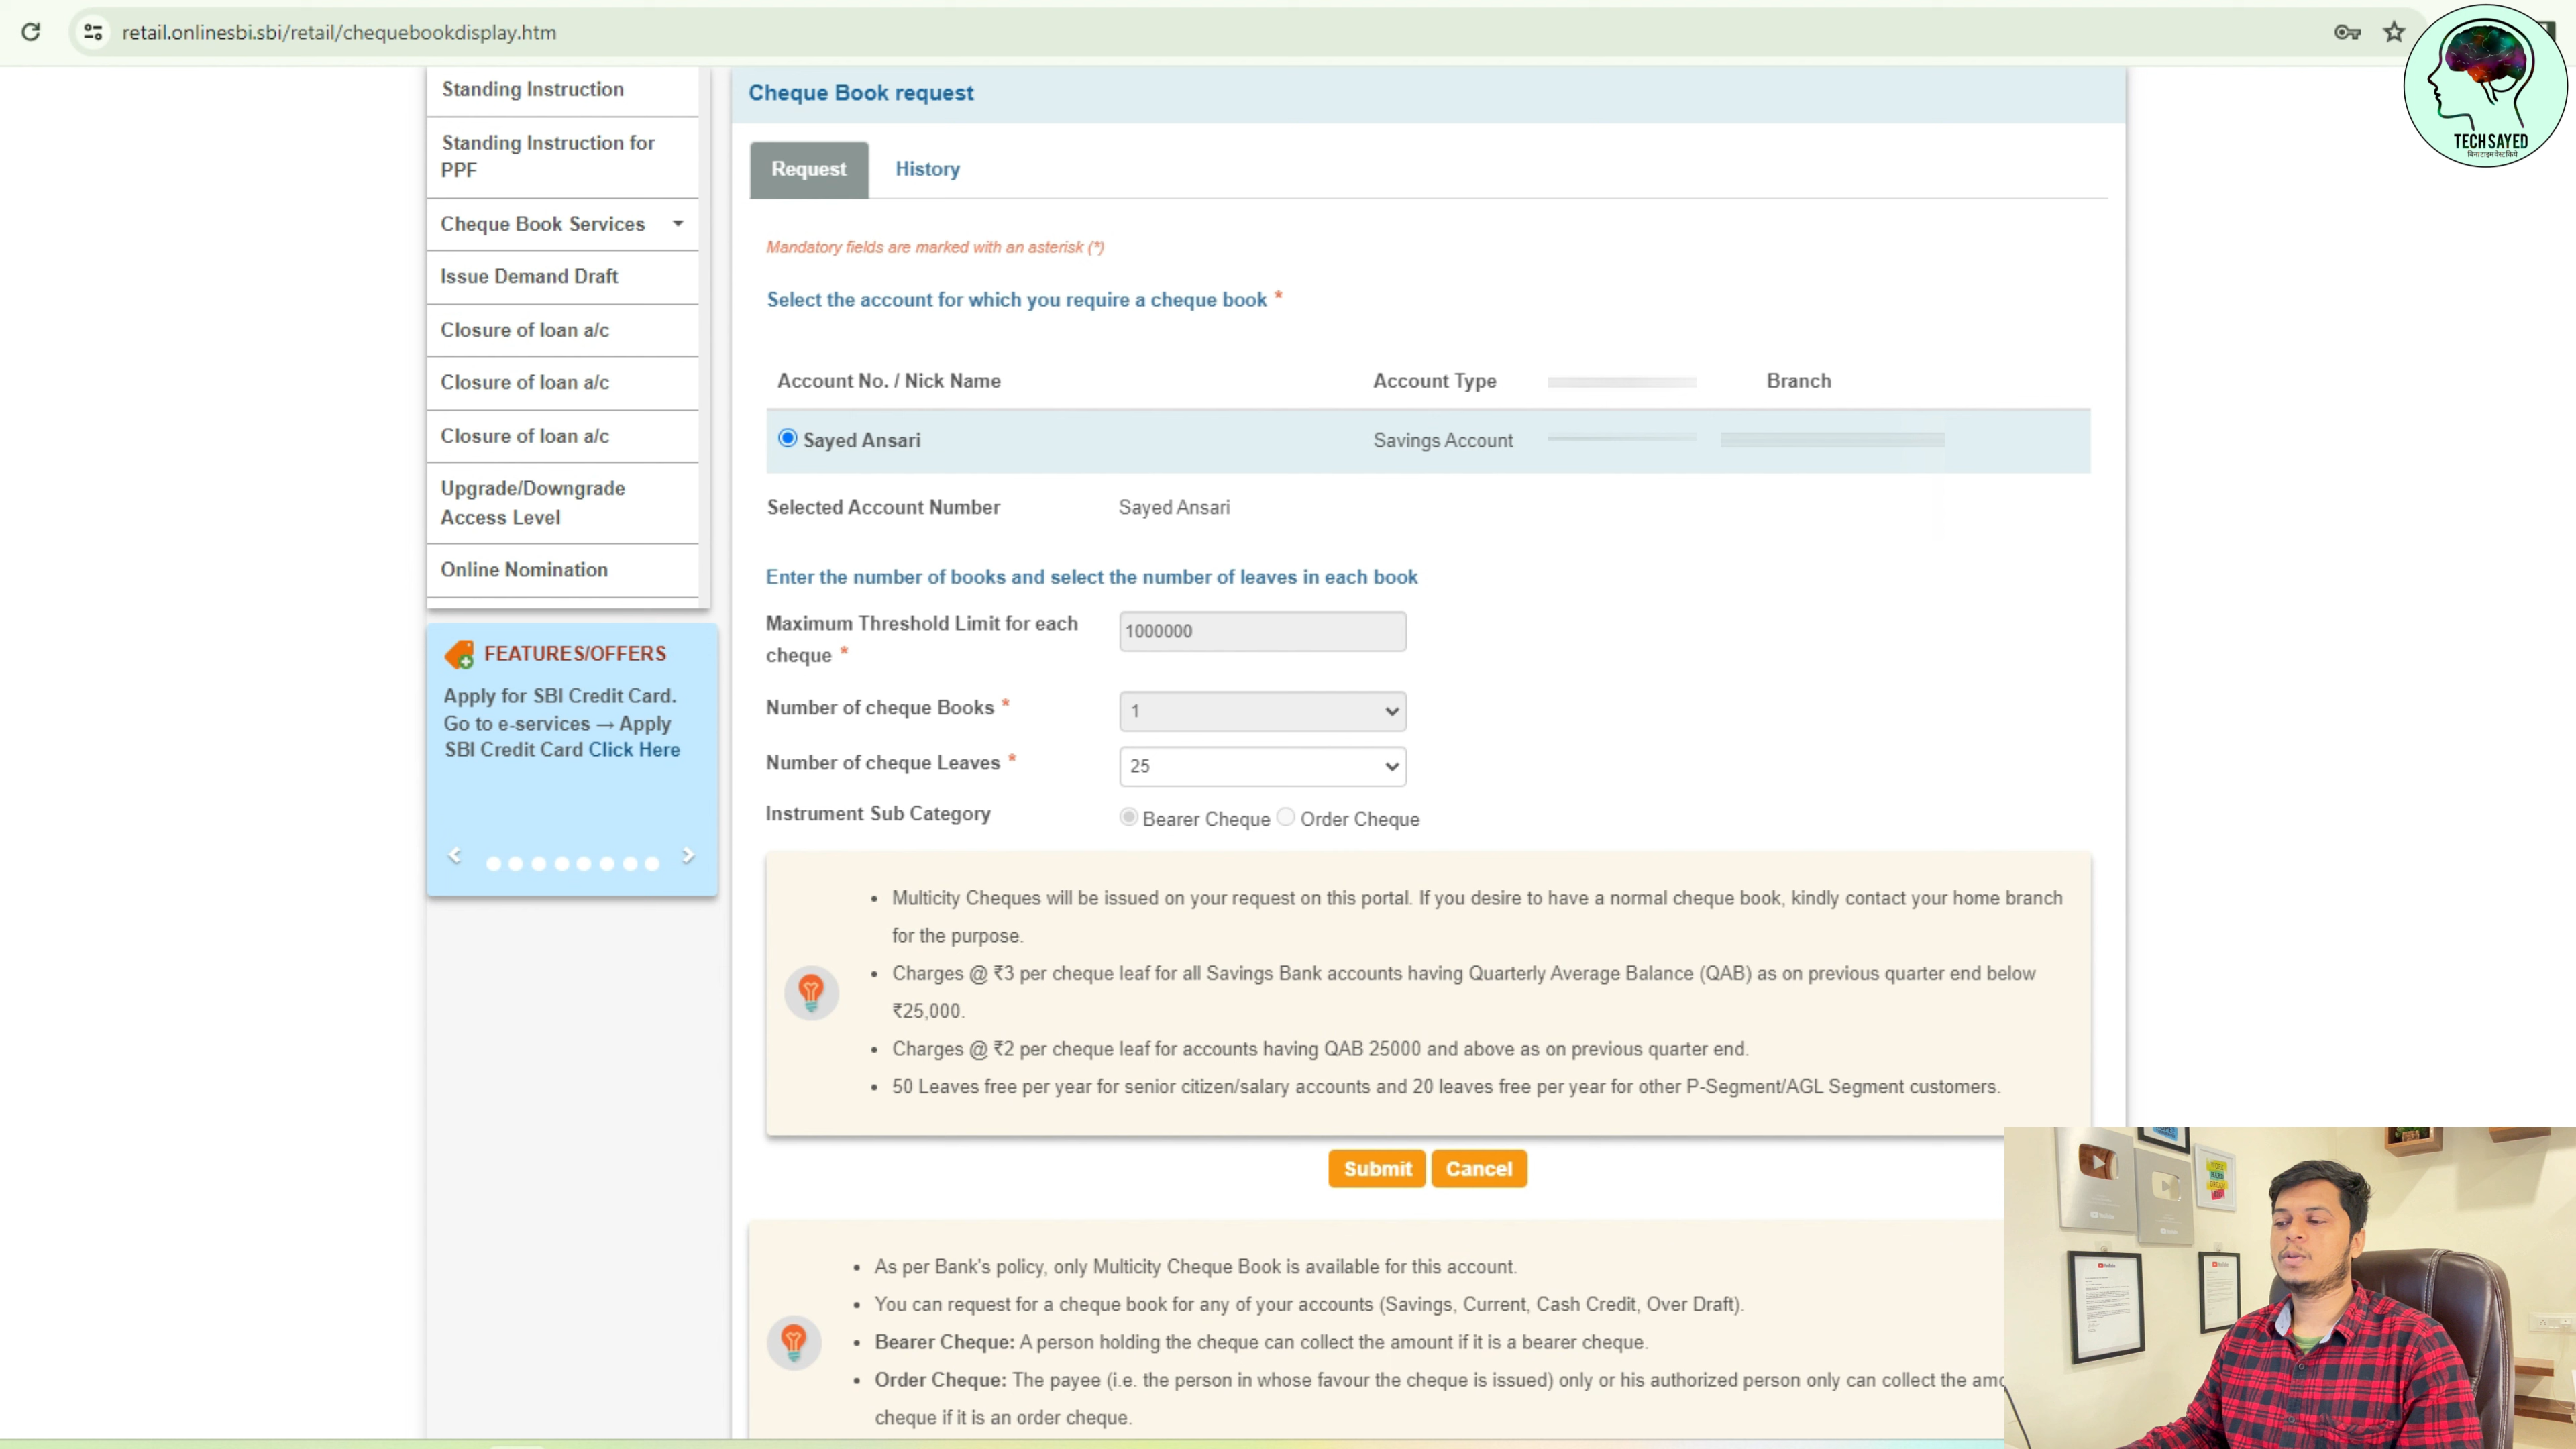 retail.onlinesbi.sbi/retail/chequebookdisplay.htm
TECH SAYED
Standing Instruction
Standing Instruction for
PPF
Cheque Book Services
Issue Demand Draft
Closure of loan a/c
Closure of loan a/c
Closure of loan a/c
Upgrade/Downgrade
Access Level
Online Nomination
FEATURES/OFFERS
Apply for SBI Credit Card.
Go to e-services → Apply
SBI Credit Card Click Here
Cheque Book request
Request History
Mandatory fields are marked with an asterisk (*)
Select the account for which you require a cheque book *
Account No. / Nick Name Account Type Branch
Sayed Ansari Savings Account
Selected Account Number Sayed Ansari
Enter the number of books and select the number of leaves in each book
Maximum Threshold Limit for each
cheque * 1000000
Number of cheque Books * 1
Number of cheque Leaves * 25
Instrument Sub Category Bearer Cheque Order Cheque
• Multicity Cheques will be issued on your request on this portal. If you desire to have a normal cheque book, kindly contact your home branch
for the purpose.
• Charges @ ₹3 per cheque leaf for all Savings Bank accounts having Quarterly Average Balance (QAB) as on previous quarter end below
₹25,000.
• Charges @ ₹2 per cheque leaf for accounts having QAB 25000 and above as on previous quarter end.
• 50 Leaves free per year for senior citizen/salary accounts and 20 leaves free per year for other P-Segment/AGL Segment customers.
Submit Cancel
• As per Bank's policy, only Multicity Cheque Book is available for this account.
• You can request for a cheque book for any of your accounts (Savings, Current, Cash Credit, Over Draft).
• Bearer Cheque: A person holding the cheque can collect the amount if it is a bearer cheque.
• Order Cheque: The payee (i.e. the person in whose favour the cheque is issued) only or his authorized person only can collect the amo
cheque if it is an order cheque.